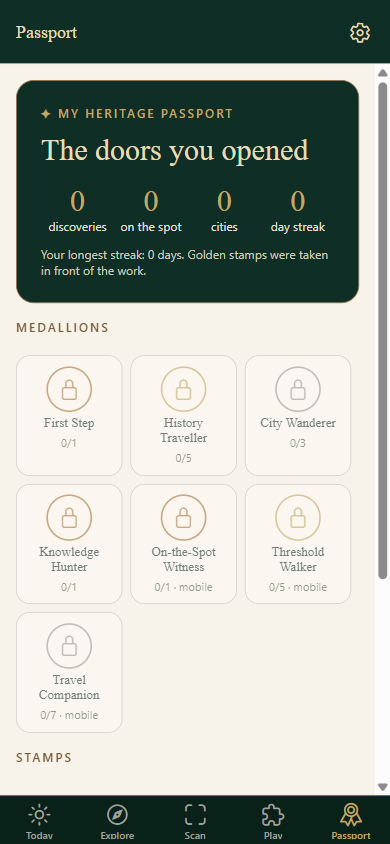 Passport
✦ MY HERITAGE PASSPORT
The doors you opened
0 0 0 0
discoveries on the spot cities day streak
Your longest streak: 0 days. Golden stamps were taken
in front of the work.
MEDALLIONS
First Step
0/1
History
Traveller
0/5
City Wanderer
0/3
Knowledge
Hunter
0/1
On-the-Spot
Witness
0/1 · mobile
Threshold
Walker
0/5 · mobile
Travel
Companion
0/7 · mobile
STAMPS
Today Explore Scan Play Passport